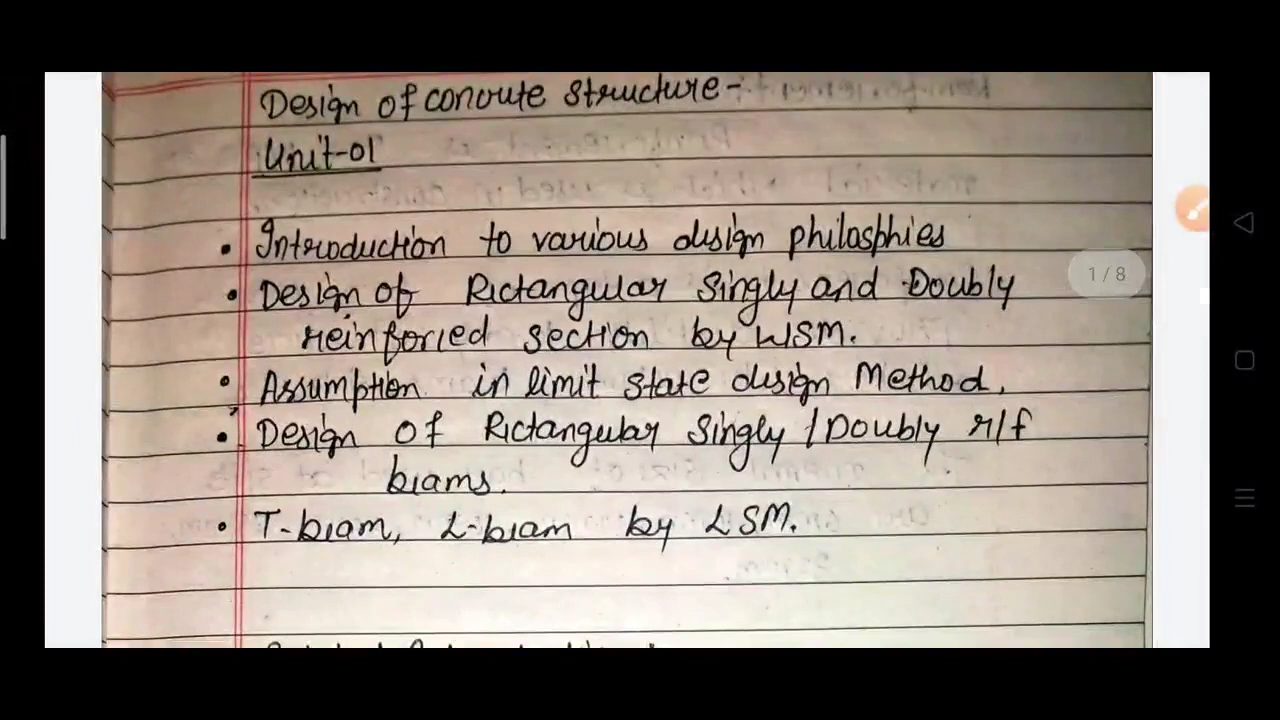 Design of concrute structure-
Unit-01
• Introduction to various design philosphies
• Design of Rectangular Singly and Doubly
reinforced section by WSM.
• Assumption in limit state design Method.
• Design of Rectangular Singly/Doubly r/f
beams.
• T-beam, L-beam by LSM.
1/8